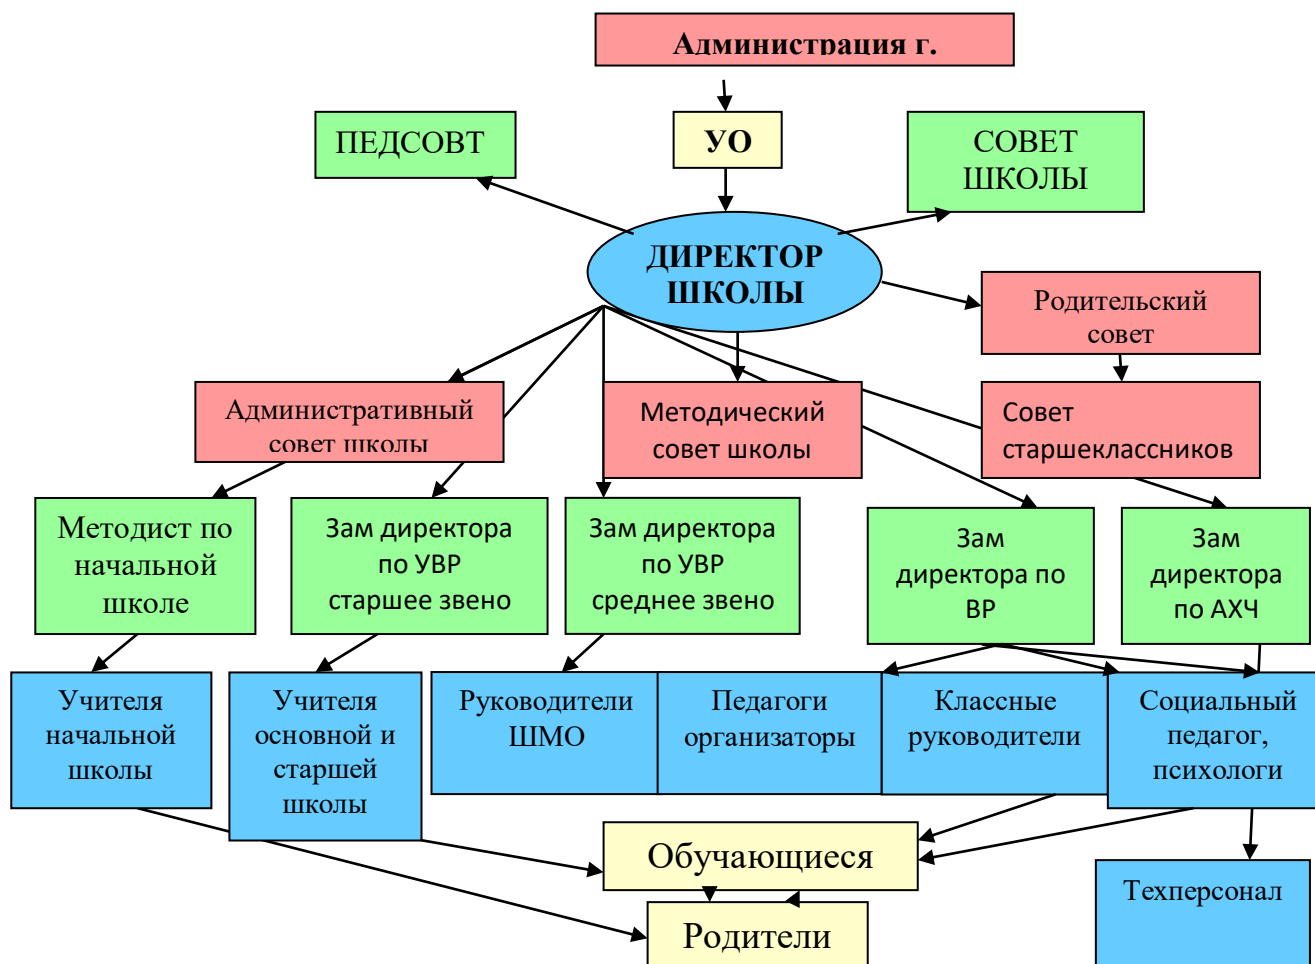 Администрация г.
ПЕДСОВТ
УО
СОВЕТ
ШКОЛЫ
ДИРЕКТОР
ШКОЛЫ
Родительский
совет
Административный
совет школы
Методический
совет школы
Совет
старшеклассников
Методист по
начальной
школе
Зам директора
по УВР
старшее звено
Зам директора
по УВР
среднее звено
Зам
директора по
ВР
Зам
директора
по АХЧ
Учителя
начальной
школы
Учителя
основной и
старшей
школы
Руководители
ШМО
Педагоги
организаторы
Классные
руководители
Социальный
педагог,
психологи
Обучающиеся
Техперсонал
Родители